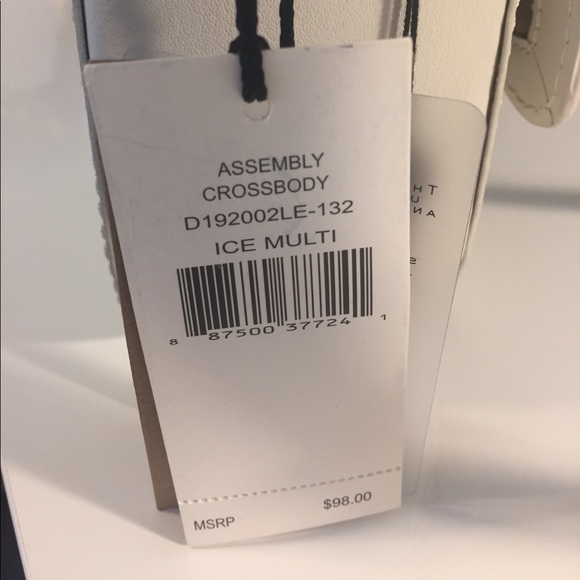 ASSEMBLY
CROSSBODY
D192002LE-132
ICE MULTI
8 87500 37724 1
MSRP $98.00